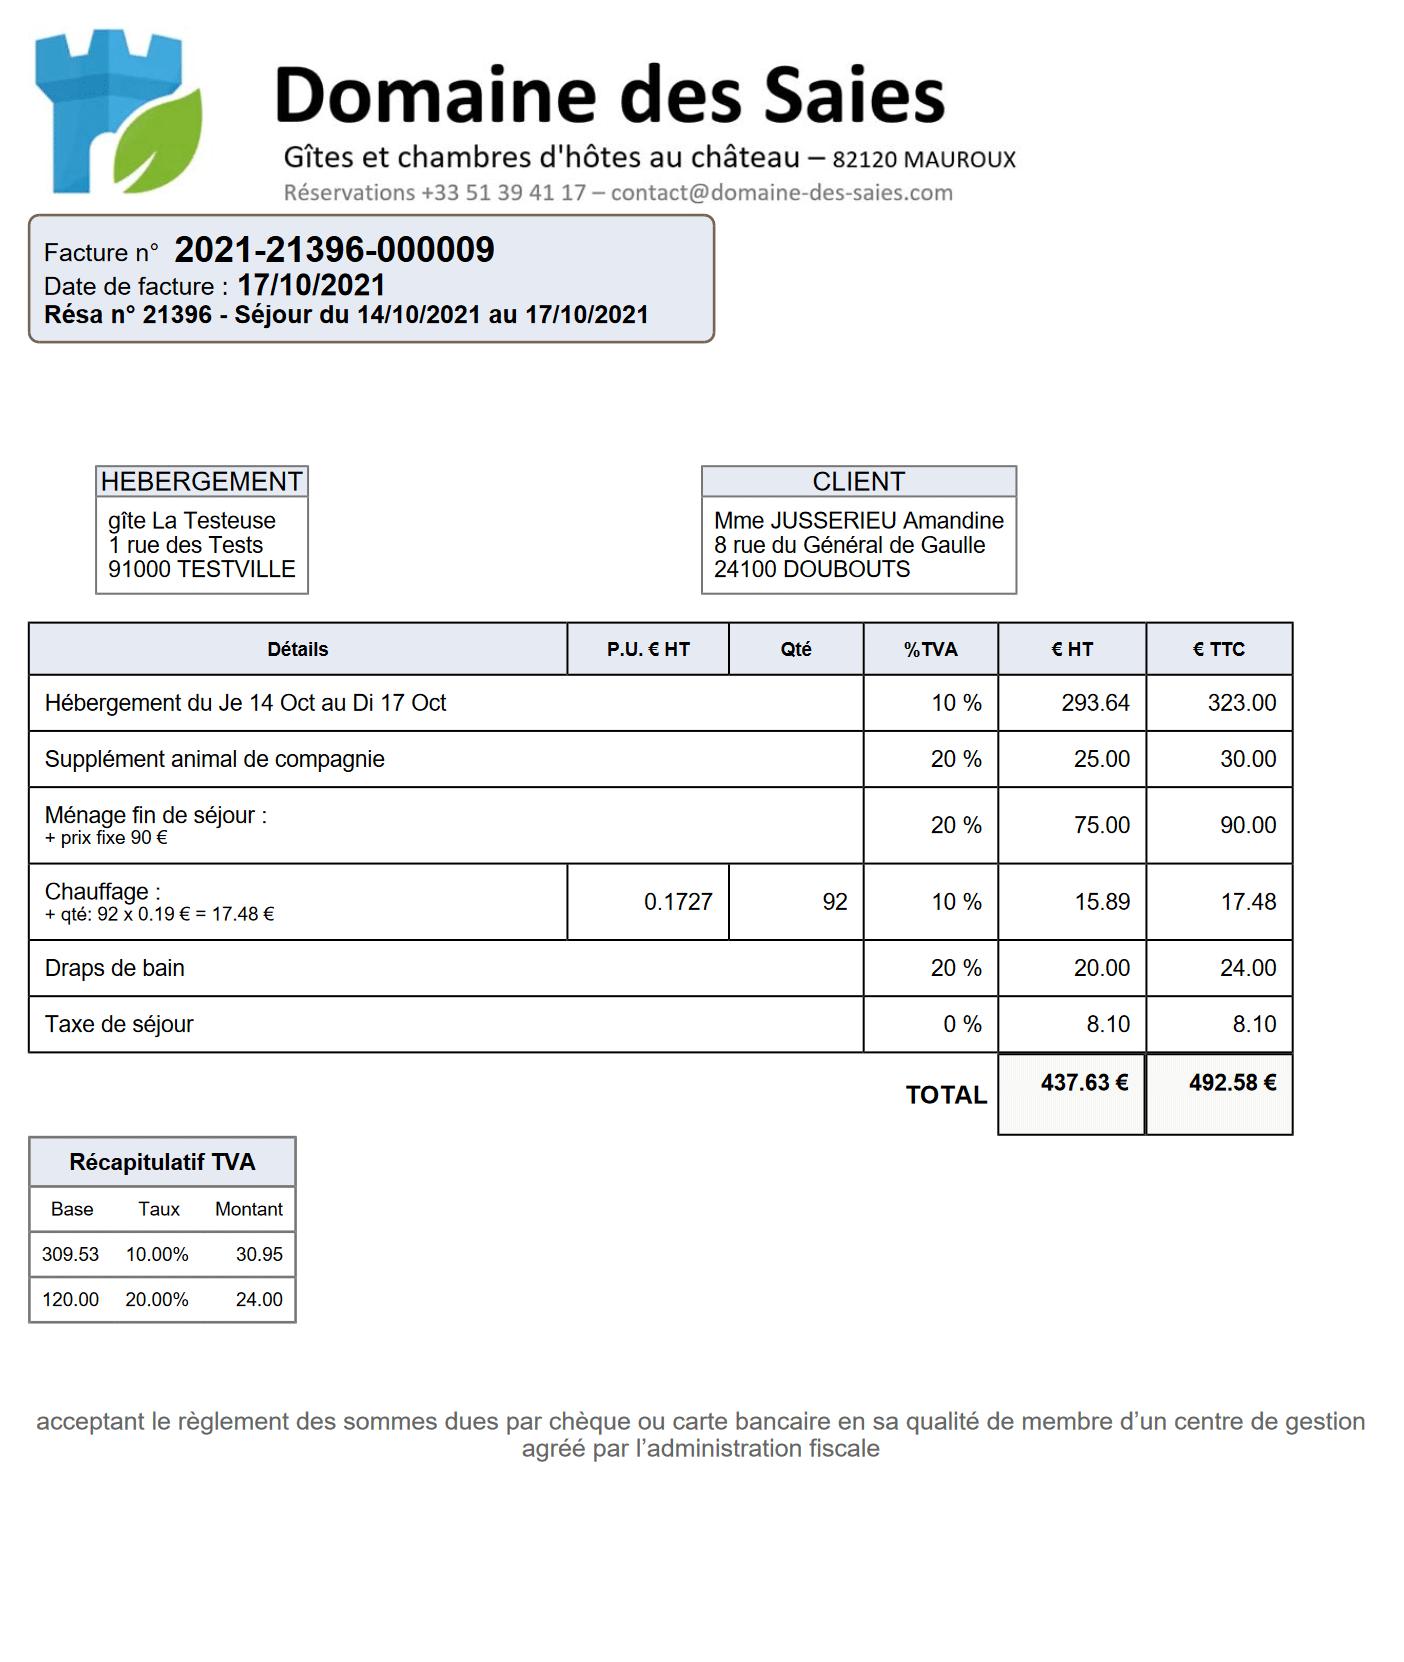 Domaine des Saies
Gîtes et chambres d'hôtes au château – 82120 MAUROUX
Réservations +33 51 39 41 17 – contact@domaine-des-saies.com
Facture n° 2021-21396-000009
Date de facture : 17/10/2021
Résa n° 21396 - Séjour du 14/10/2021 au 17/10/2021
HEBERGEMENT
gîte La Testeuse
1 rue des Tests
91000 TESTVILLE
CLIENT
Mme JUSSERIEU Amandine
8 rue du Général de Gaulle
24100 DOUBOUTS
Détails P.U. € HT Qté %TVA € HT € TTC
Hébergement du Je 14 Oct au Di 17 Oct 10 % 293.64 323.00
Supplément animal de compagnie 20 % 25.00 30.00
Ménage fin de séjour :
+ prix fixe 90 € 20 % 75.00 90.00
Chauffage :
+ qté: 92 x 0.19 € = 17.48 € 0.1727 92 10 % 15.89 17.48
Draps de bain 20 % 20.00 24.00
Taxe de séjour 0 % 8.10 8.10
TOTAL 437.63 € 492.58 €
Récapitulatif TVA
Base Taux Montant
309.53 10.00% 30.95
120.00 20.00% 24.00
acceptant le règlement des sommes dues par chèque ou carte bancaire en sa qualité de membre d’un centre de gestion
agréé par l’administration fiscale